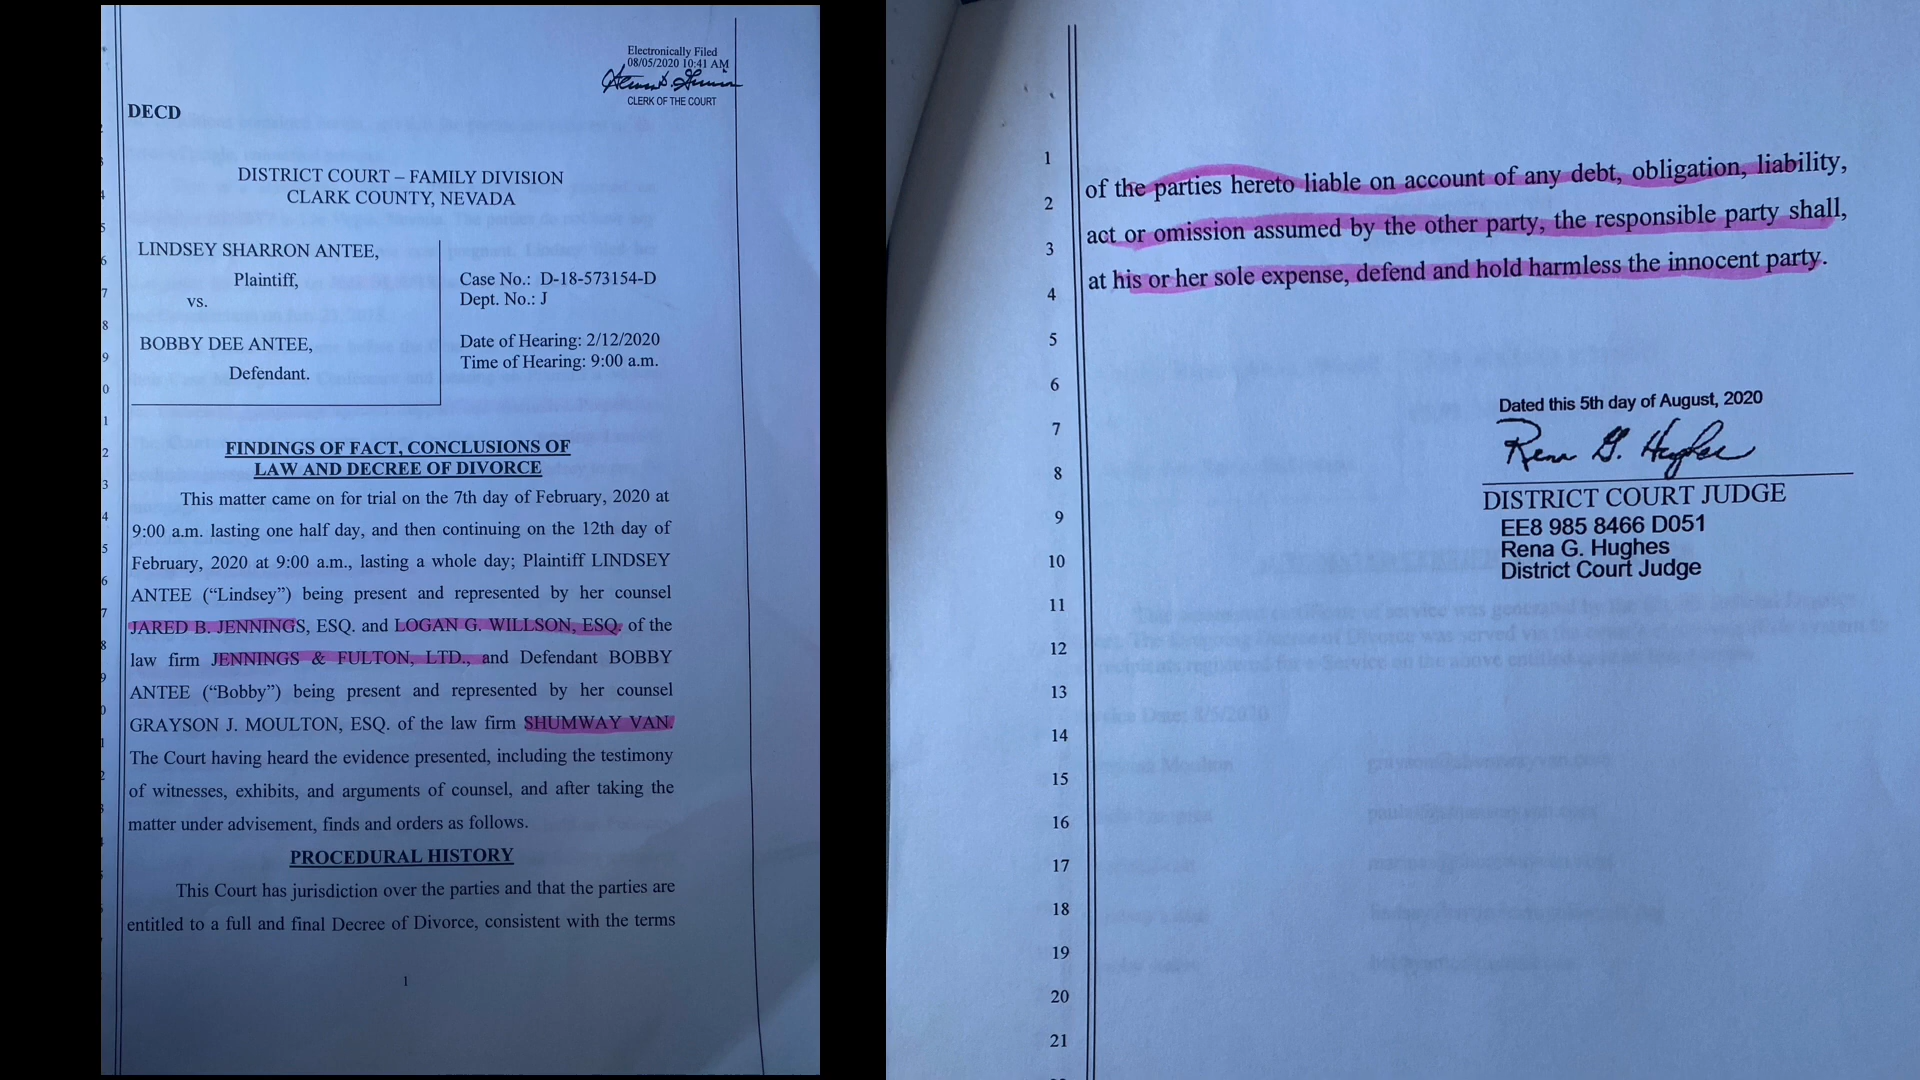 Electronically Filed
08/05/2020 10:41 AM
CLERK OF THE COURT
DECD
DISTRICT COURT – FAMILY DIVISION
CLARK COUNTY, NEVADA
LINDSEY SHARRON ANTEE,
Plaintiff,
vs.
BOBBY DEE ANTEE,
Defendant.
Case No.: D-18-573154-D
Dept. No.: J
Date of Hearing: 2/12/2020
Time of Hearing: 9:00 a.m.
FINDINGS OF FACT, CONCLUSIONS OF
LAW AND DECREE OF DIVORCE
This matter came on for trial on the 7th day of February, 2020 at
9:00 a.m. lasting one half day, and then continuing on the 12th day of
February, 2020 at 9:00 a.m., lasting a whole day; Plaintiff LINDSEY
ANTEE (“Lindsey”) being present and represented by her counsel
JARED B. JENNINGS, ESQ. and LOGAN G. WILLSON, ESQ. of the
law firm JENNINGS & FULTON, LTD., and Defendant BOBBY
ANTEE (“Bobby”) being present and represented by her counsel
GRAYSON J. MOULTON, ESQ. of the law firm SHUMWAY VAN.
The Court having heard the evidence presented, including the testimony
of witnesses, exhibits, and arguments of counsel, and after taking the
matter under advisement, finds and orders as follows.
PROCEDURAL HISTORY
This Court has jurisdiction over the parties and that the parties are
entitled to a full and final Decree of Divorce, consistent with the terms
1
1
of the parties hereto liable on account of any debt, obligation, liability,
2
act or omission assumed by the other party, the responsible party shall,
3
at his or her sole expense, defend and hold harmless the innocent party.
4
5
6
Dated this 5th day of August, 2020
7
Rena G. Hughes
8
DISTRICT COURT JUDGE
9
EE8 985 8466 D051
Rena G. Hughes
10
District Court Judge
11
12
13
14
15
16
17
18
19
20
21